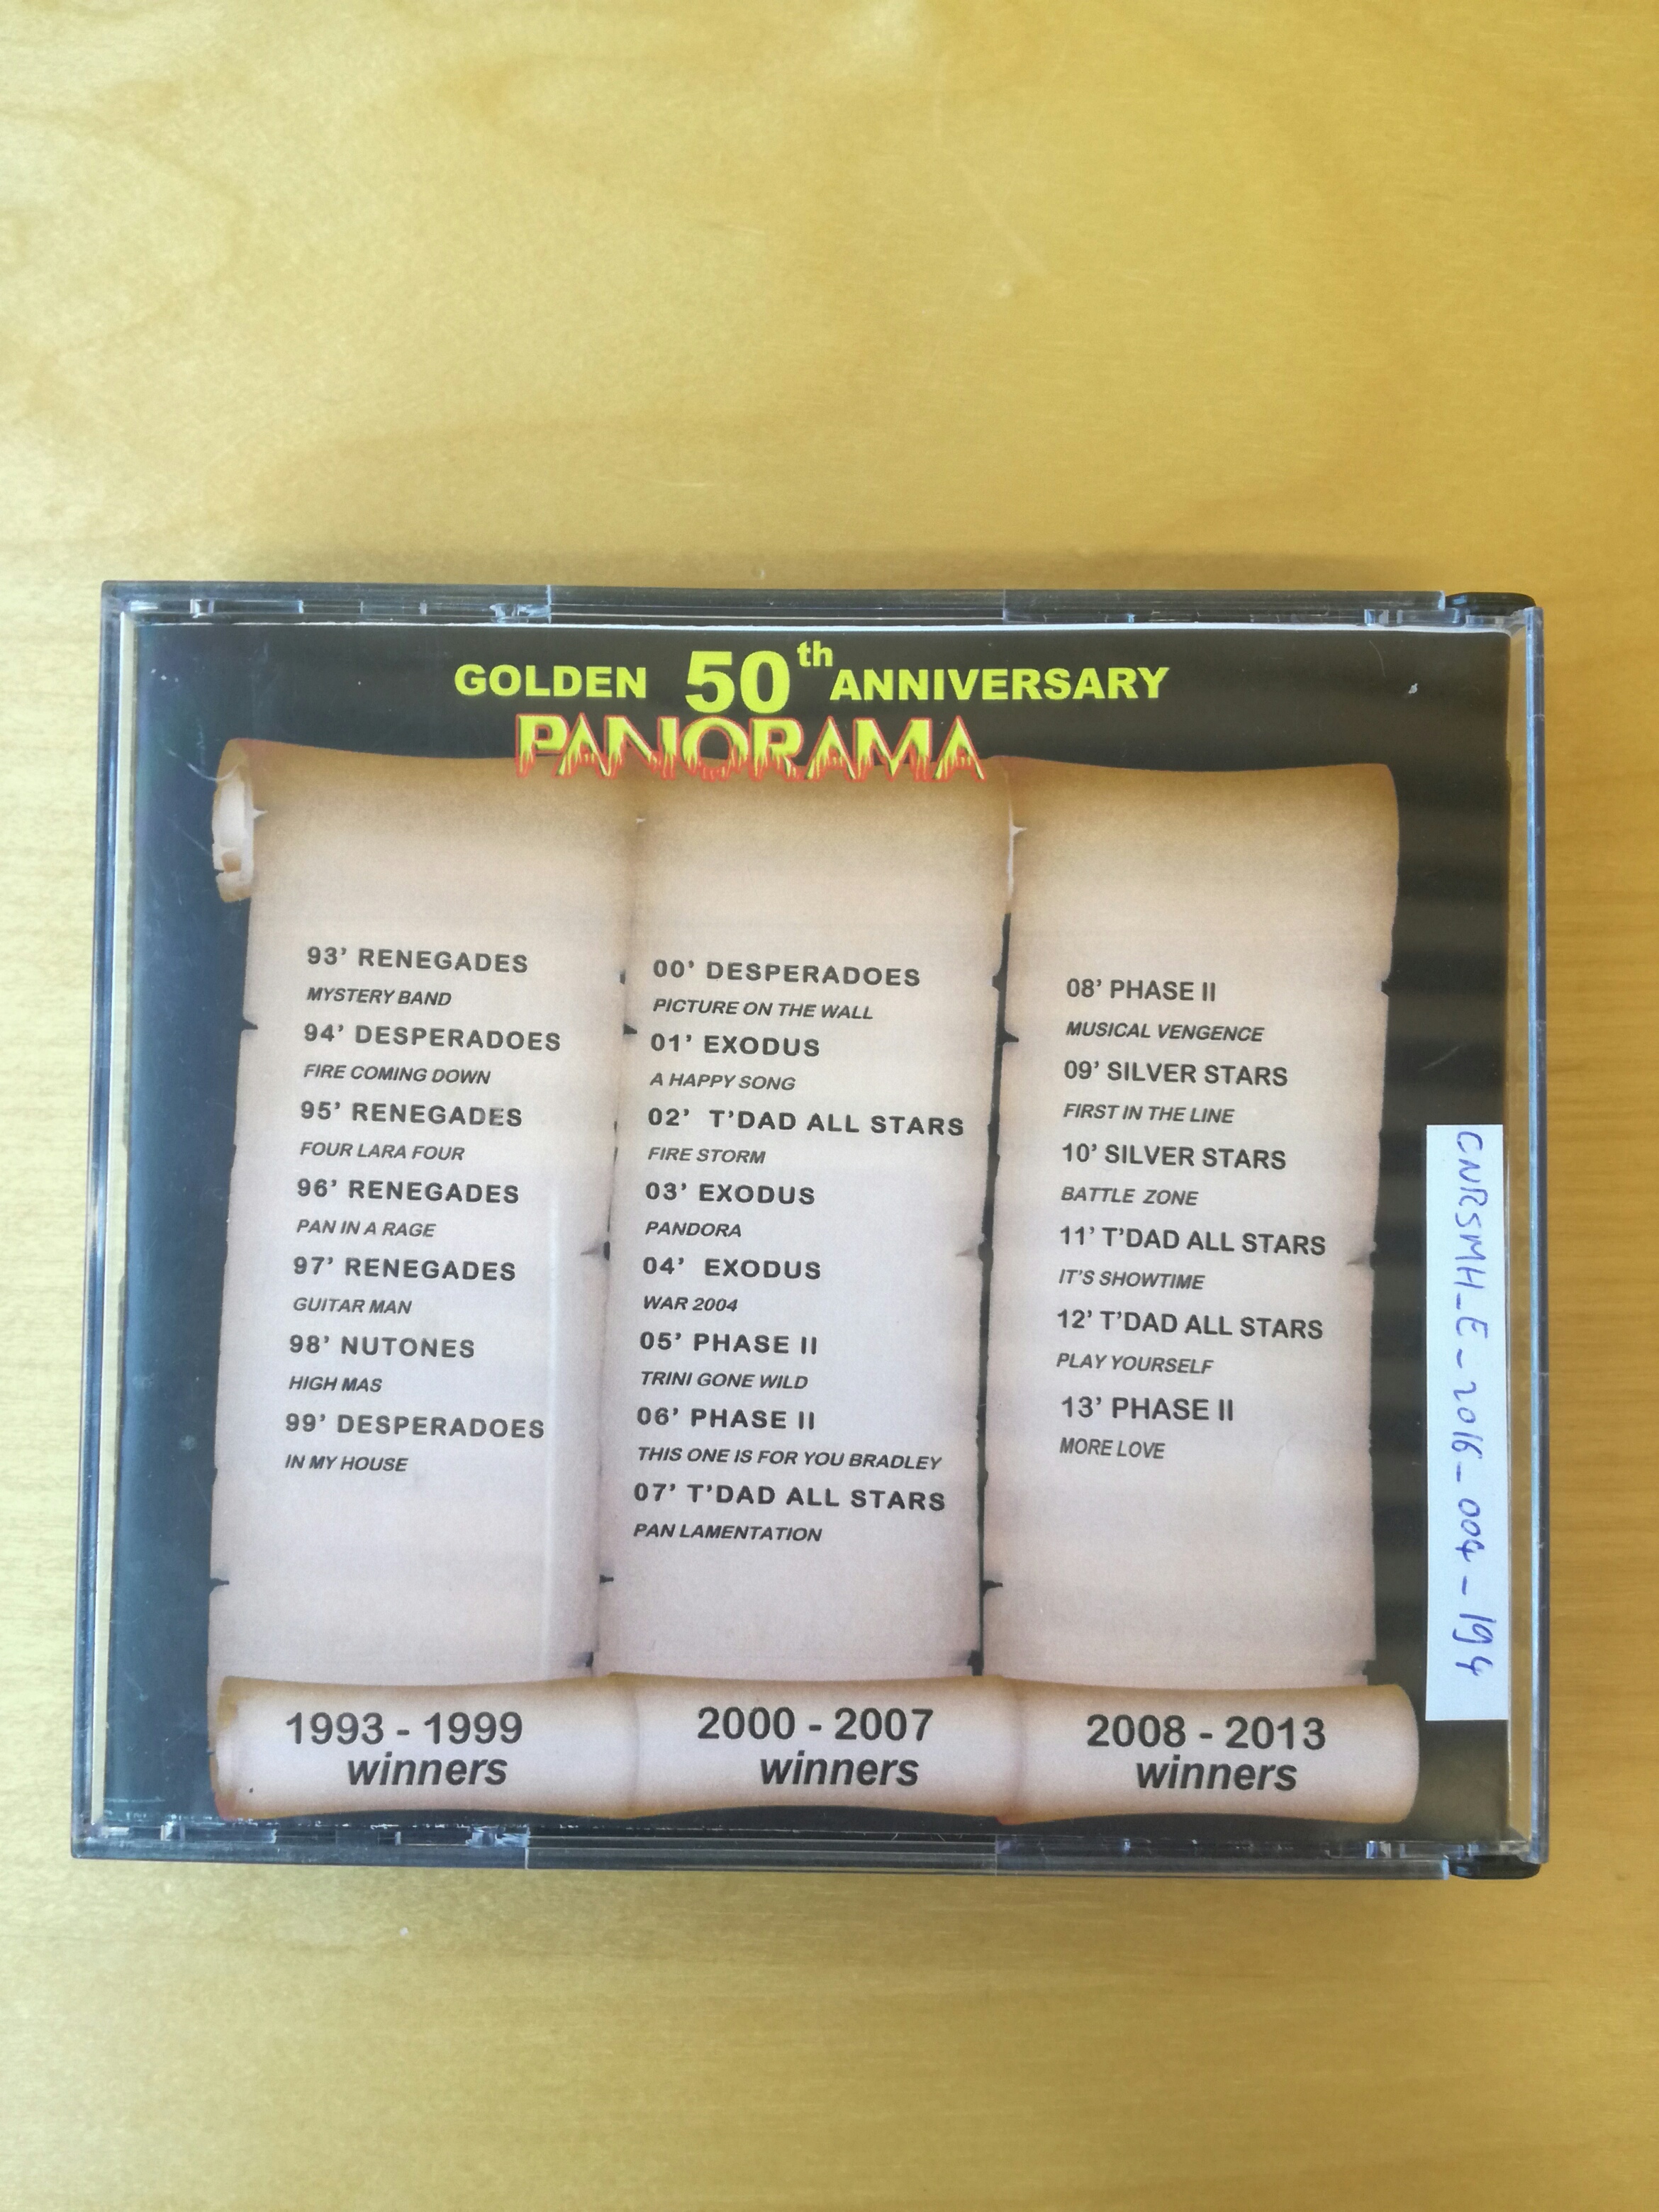 GOLDEN 50th ANNIVERSARY
PANORAMA
93’ RENEGADES
MYSTERY BAND
94’ DESPERADOES
FIRE COMING DOWN
95’ RENEGADES
FOUR LARA FOUR
96’ RENEGADES
PAN IN A RAGE
97’ RENEGADES
GUITAR MAN
98’ NUTONES
HIGH MAS
99’ DESPERADOES
IN MY HOUSE
1993 - 1999
winners
00’ DESPERADOES
PICTURE ON THE WALL
01’ EXODUS
A HAPPY SONG
02’ T’DAD ALL STARS
FIRE STORM
03’ EXODUS
PANDORA
04’ EXODUS
WAR 2004
05’ PHASE II
TRINI GONE WILD
06’ PHASE II
THIS ONE IS FOR YOU BRADLEY
07’ T’DAD ALL STARS
PAN LAMENTATION
2000 - 2007
winners
08’ PHASE II
MUSICAL VENGENCE
09’ SILVER STARS
FIRST IN THE LINE
10’ SILVER STARS
BATTLE ZONE
11’ T’DAD ALL STARS
IT’S SHOWTIME
12’ T’DAD ALL STARS
PLAY YOURSELF
13’ PHASE II
MORE LOVE
2008 - 2013
winners
CNRSMH_E_2016_004_194